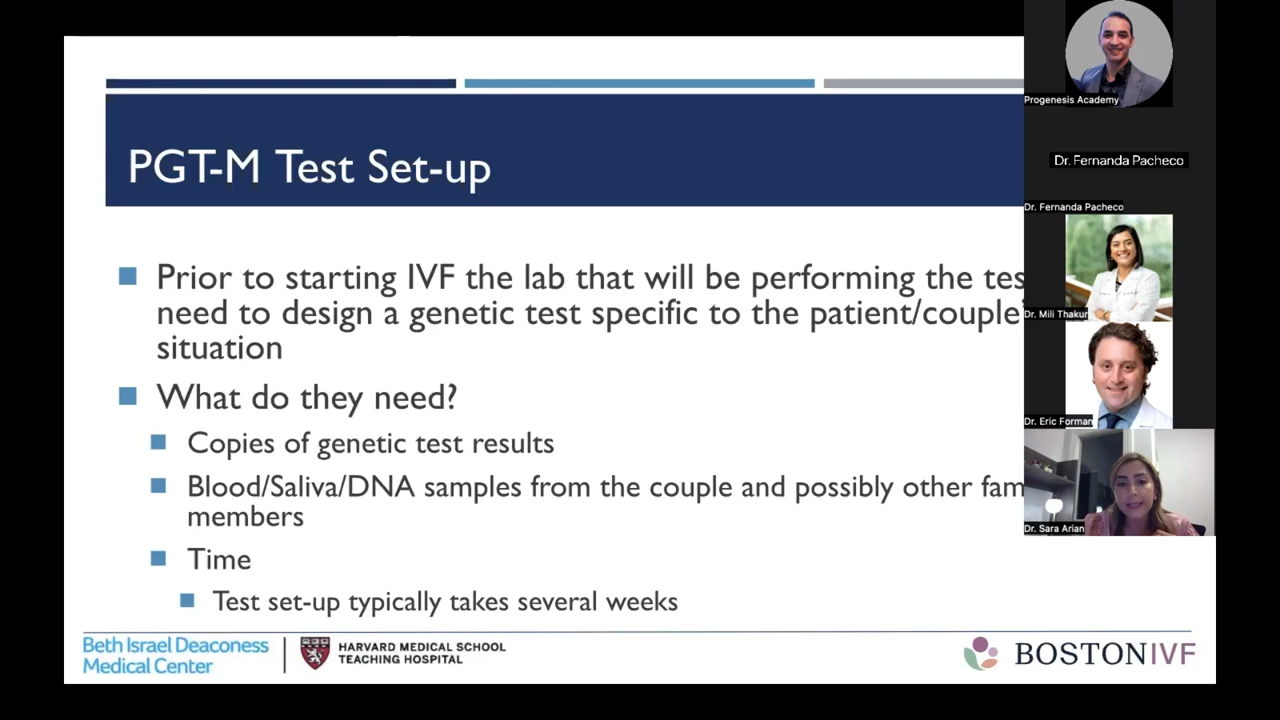 PGT-M Test Set-up
Prior to starting IVF the lab that will be performing the
need to design a genetic test specific to the patient/couple
situation
What do they need?
Copies of genetic test results
Blood/Saliva/DNA samples from the couple and possibly other
members
Time
Test set-up typically takes several weeks
Beth Israel Deaconess
Medical Center
HARVARD MEDICAL SCHOOL
TEACHING HOSPITAL
BOSTON IVF
Progenesis Academy
Dr. Fernanda Pacheco
Dr. Fernanda Pacheco
Dr. Mili Thakur
Dr. Eric Forman
Dr. Sara Arian